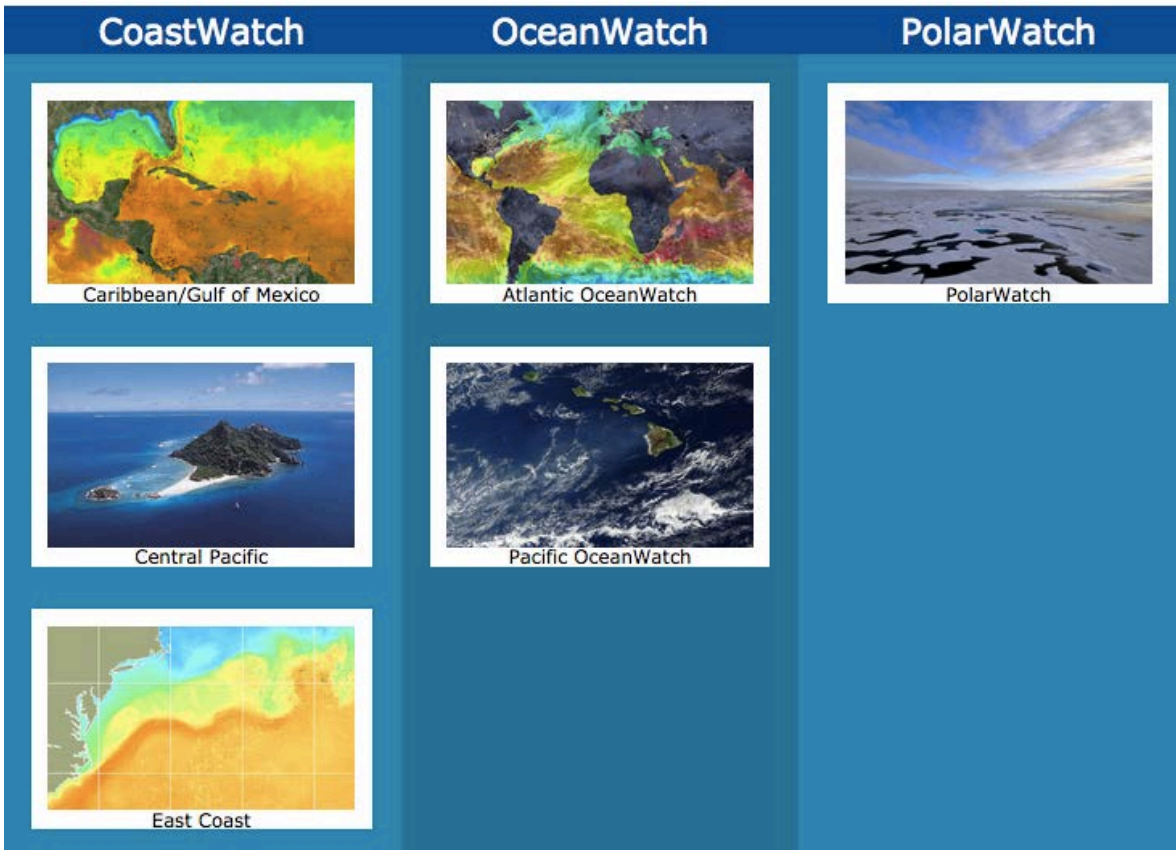 CoastWatch
OceanWatch
PolarWatch
Caribbean/Gulf of Mexico
Atlantic OceanWatch
PolarWatch
Central Pacific
Pacific OceanWatch
East Coast